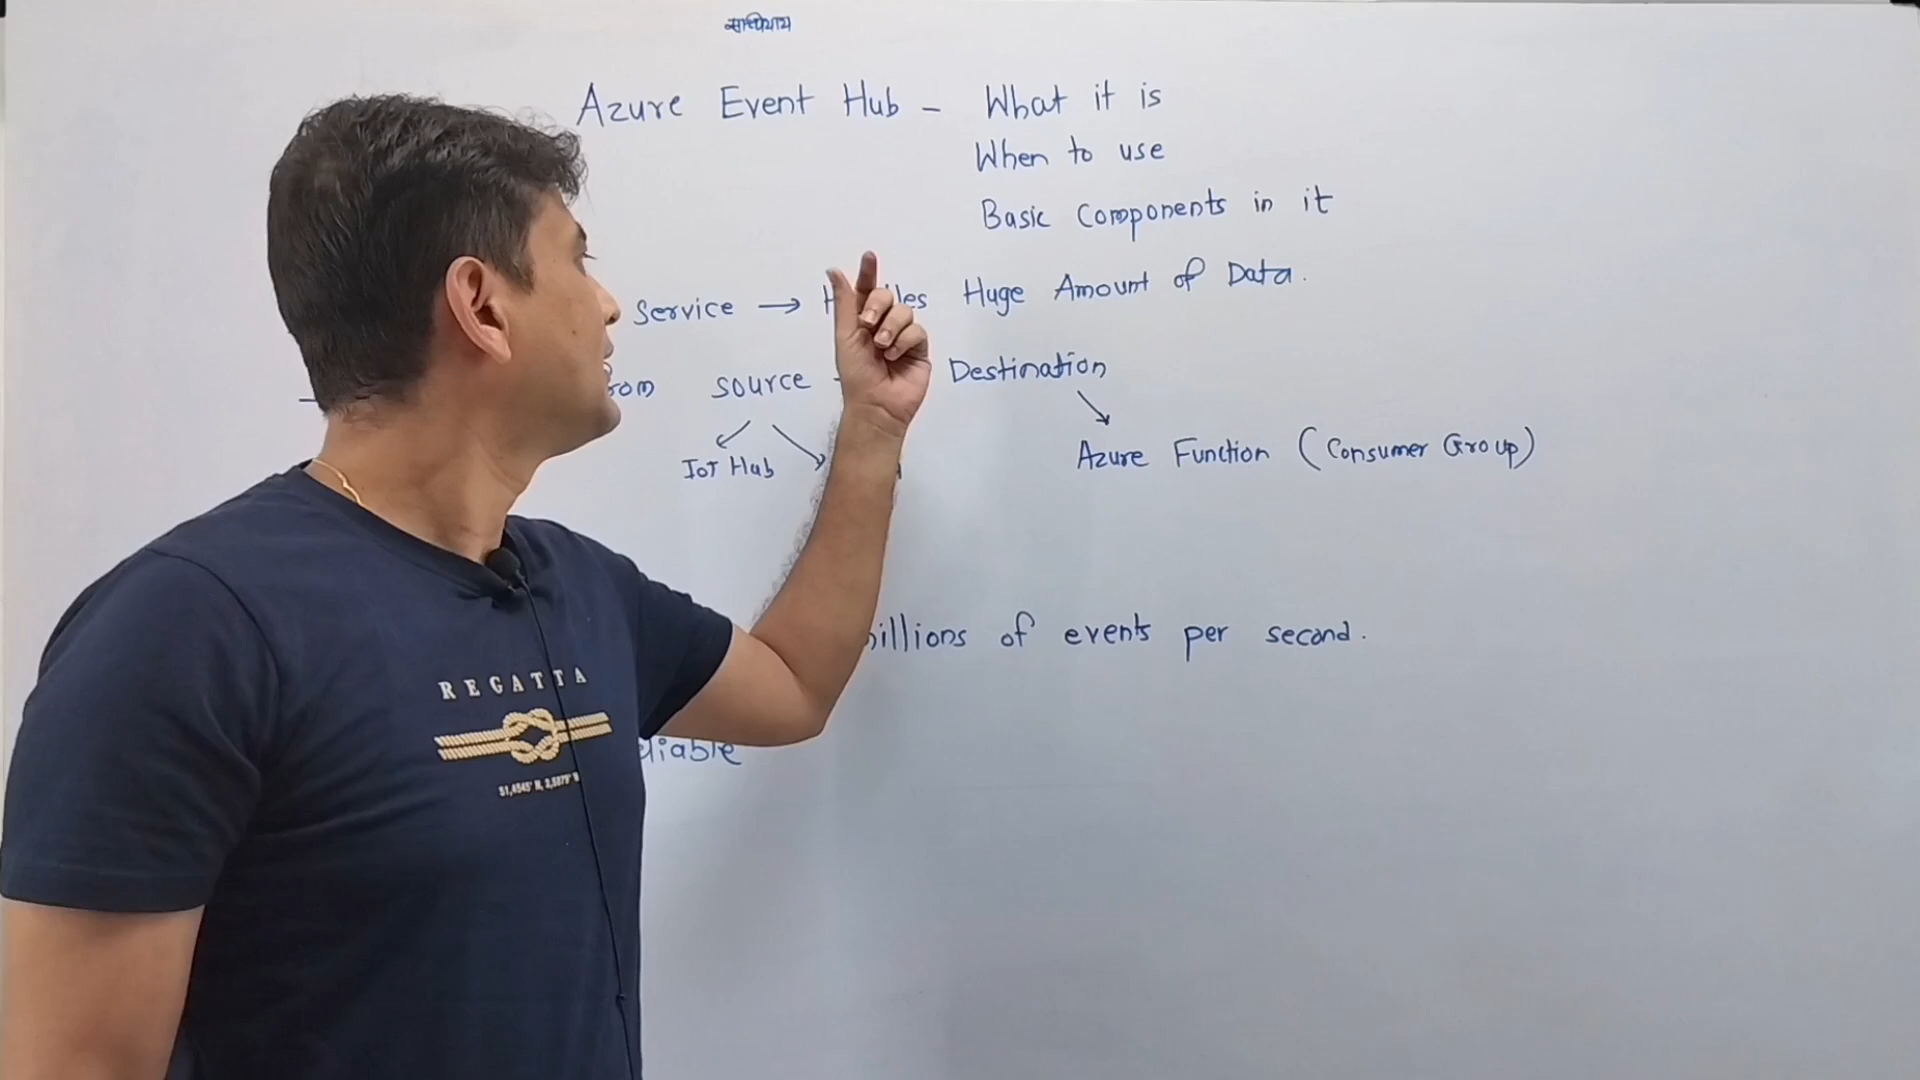 Azure Event Hub - What it is
When to use
Basic Components in it
Service → Huge Amount of Data.
source Destination
IoT Hub Azure Function (Consumer Group)
of events per second.
REGATTA